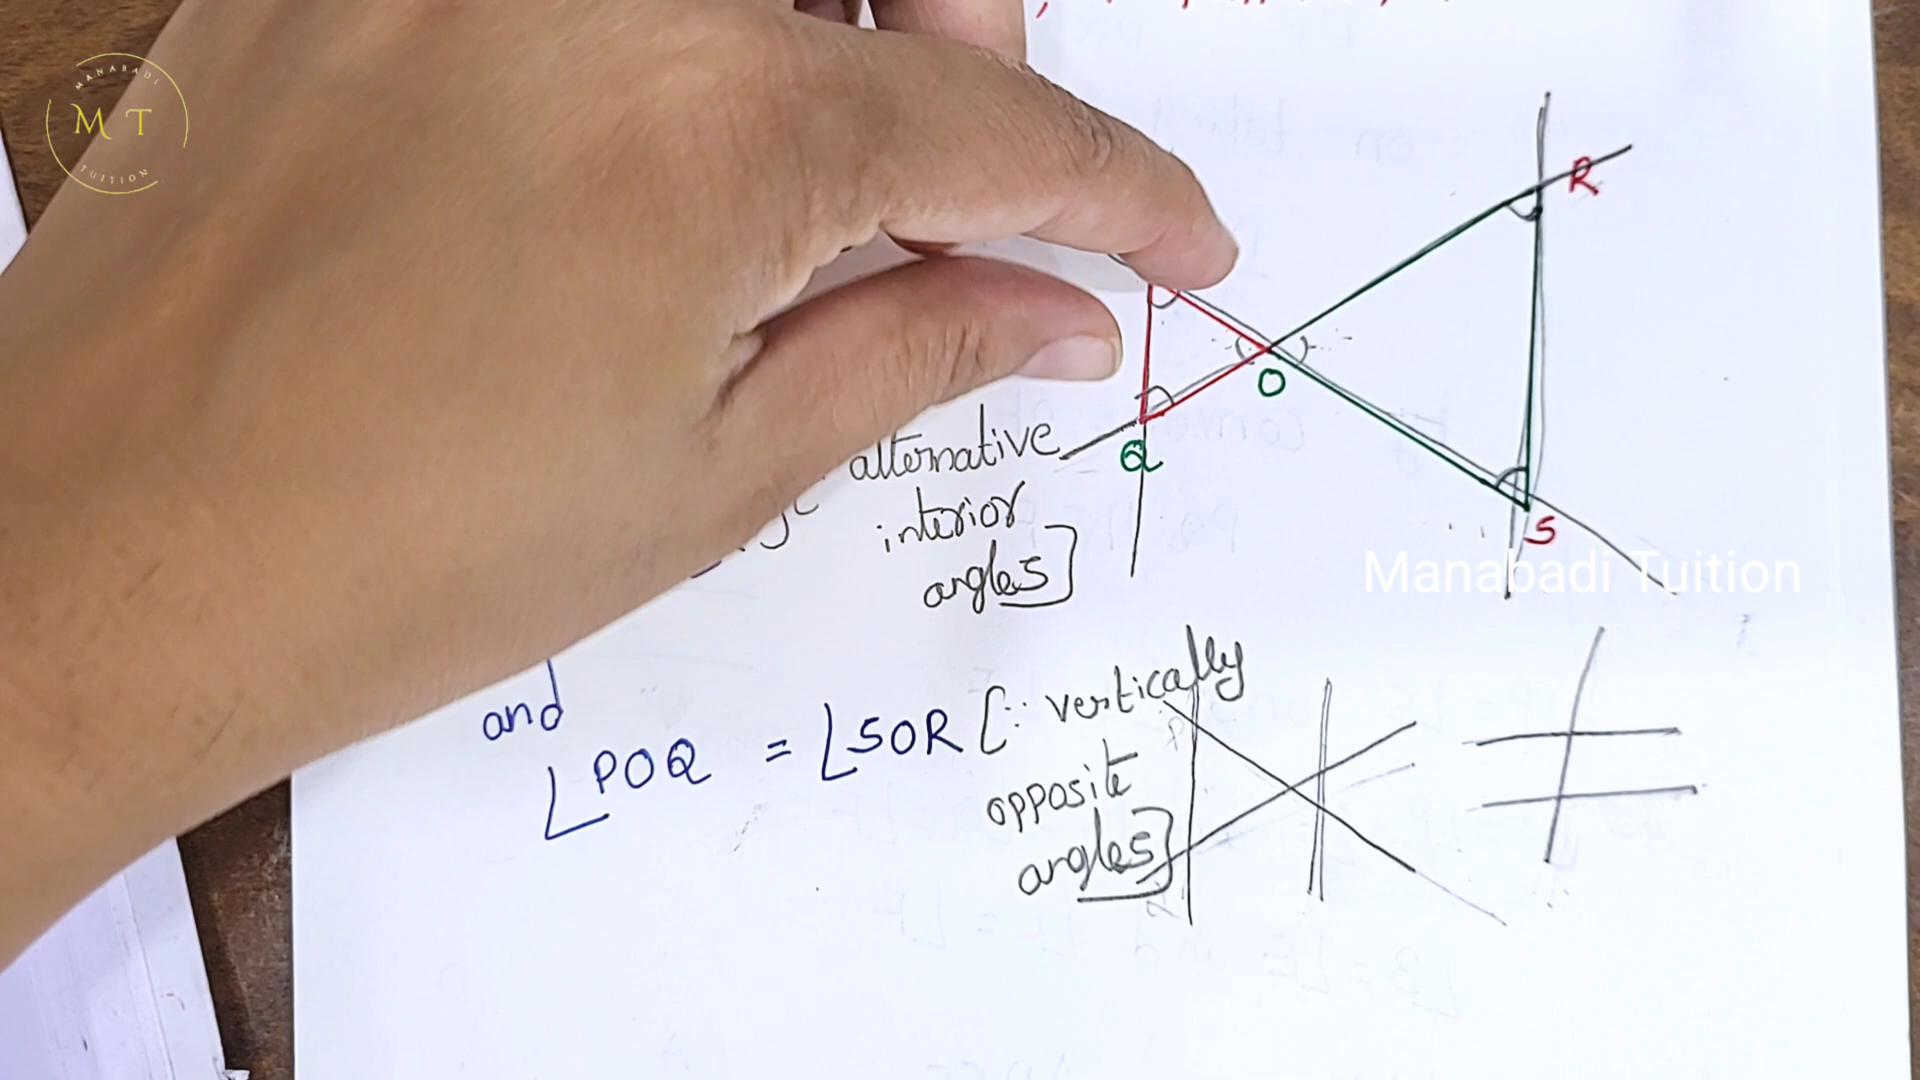 MANABADI
M T
TUITION
R
O
Q
alternative
interior
angles]
S
Manabadi Tuition
and
∠POQ = ∠SOR [∵ vertically
opposite
angles]